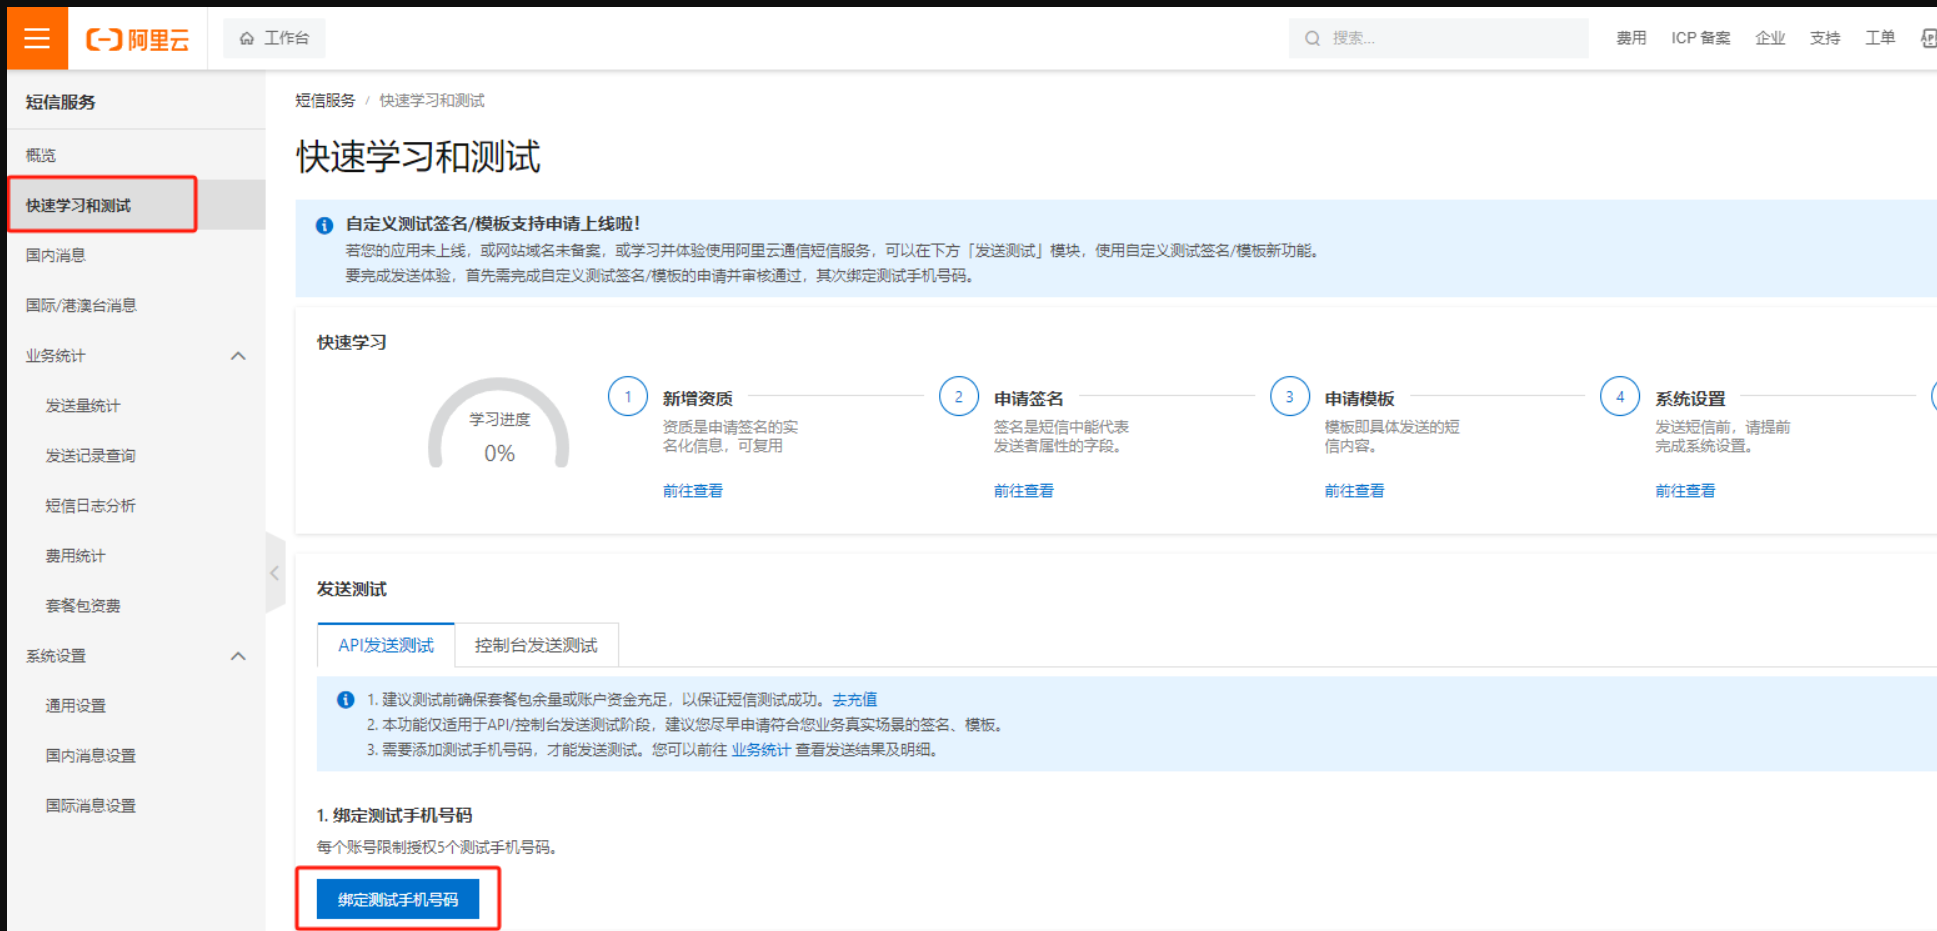 阿里云
工作台
搜索...
费用
ICP 备案
企业
支持
工单
短信服务
概览
快速学习和测试
国内消息
国际/港澳台消息
业务统计
发送量统计
发送记录查询
短信日志分析
费用统计
套餐包资费
系统设置
通用设置
国内消息设置
国际消息设置
短信服务 / 快速学习和测试
快速学习和测试
自定义测试签名/模板支持申请上线啦!
若您的应用未上线，或网站域名未备案，或学习并体验使用阿里云通信短信服务，可以在下方「发送测试」模块，使用自定义测试签名/模板新功能。
要完成发送体验，首先需完成自定义测试签名/模板的申请并审核通过，其次绑定测试手机号码。
快速学习
学习进度
0%
1
新增资质
资质是申请签名的实
名化信息，可复用
前往查看
2
申请签名
签名是短信中能代表
发送者属性的字段。
前往查看
3
申请模板
模板即具体发送的短
信内容。
前往查看
4
系统设置
发送短信前，请提前
完成系统设置。
前往查看
发送测试
API发送测试
控制台发送测试
1. 建议测试前确保套餐包余量或账户资金充足，以保证短信测试成功。去充值
2. 本功能仅适用于API/控制台发送测试阶段，建议您尽早申请符合您业务真实场景的签名、模板。
3. 需要添加测试手机号码，才能发送测试。您可以前往 业务统计 查看发送结果及明细。
1. 绑定测试手机号码
每个账号限制授权5个测试手机号码。
绑定测试手机号码